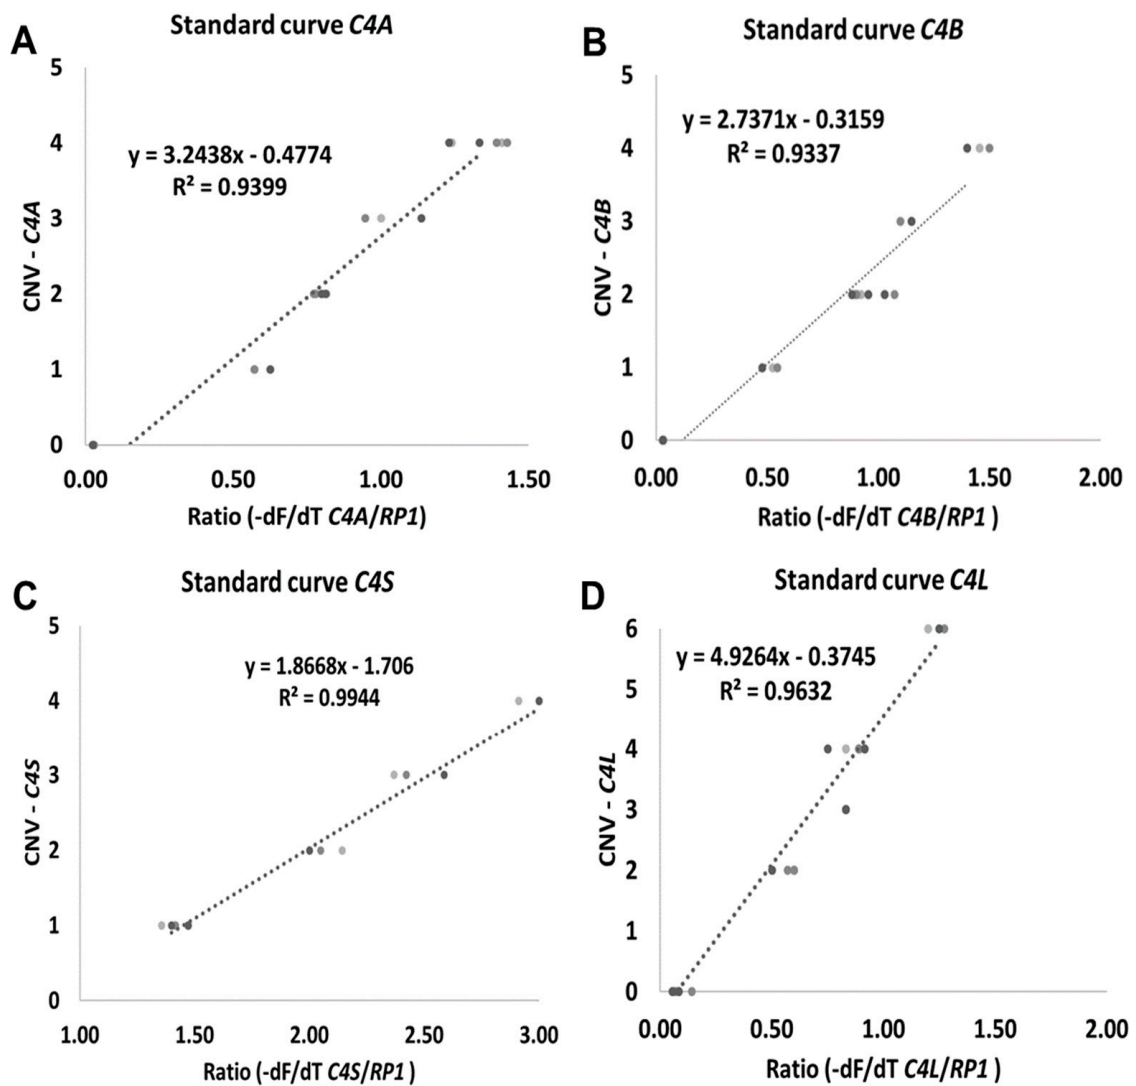 A
Standard curve C4A
5
4
3
2
1
0
CNV - C4A
y = 3.2438x - 0.4774
R² = 0.9399
0.00 0.50 1.00 1.50
Ratio (-dF/dT C4A/RP1)
B
Standard curve C4B
5
4
3
2
1
0
CNV - C4B
y = 2.7371x - 0.3159
R² = 0.9337
0.00 0.50 1.00 1.50 2.00
Ratio (-dF/dT C4B/RP1 )
C
Standard curve C4S
5
4
3
2
1
0
CNV - C4S
y = 1.8668x - 1.706
R² = 0.9944
1.00 1.50 2.00 2.50 3.00
Ratio (-dF/dT C4S/RP1 )
D
Standard curve C4L
6
5
4
3
2
1
0
CNV - C4L
y = 4.9264x - 0.3745
R² = 0.9632
0.00 0.50 1.00 1.50 2.00
Ratio (-dF/dT C4L/RP1 )